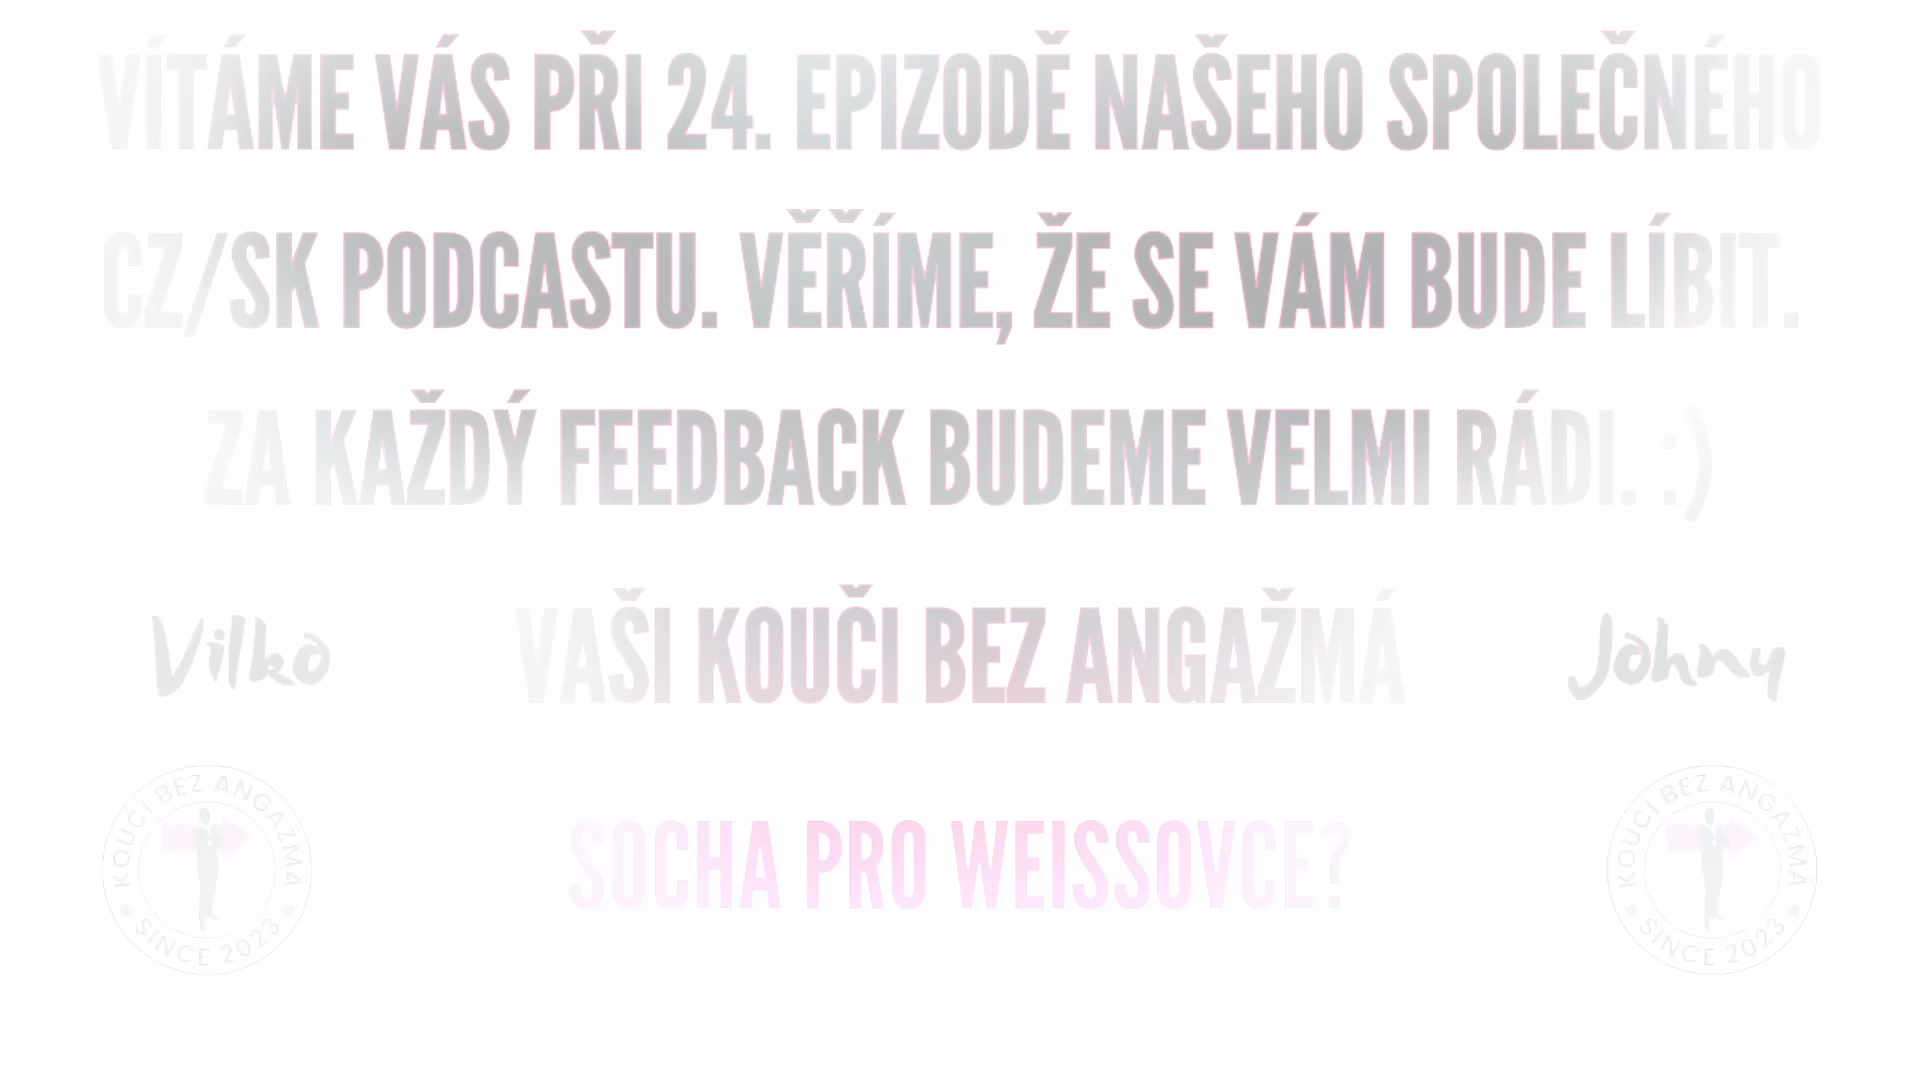 VÍTÁME VÁS PŘI 24. EPIZODĚ NAŠEHO SPOLEČNÉHO
CZ/SK PODCASTU. VĚŘÍME, ŽE SE VÁM BUDE LÍBIT.
ZA KAŽDÝ FEEDBACK BUDEME VELMI RÁDI. :)
Vilko
VAŠI KOUČI BEZ ANGAŽMÁ
Johny
KOUČI BEZ ANGAŽMÁ
SINCE 2023
SOCHA PRO WEISSOVCE?
KOUČI BEZ ANGAŽMÁ
SINCE 2023